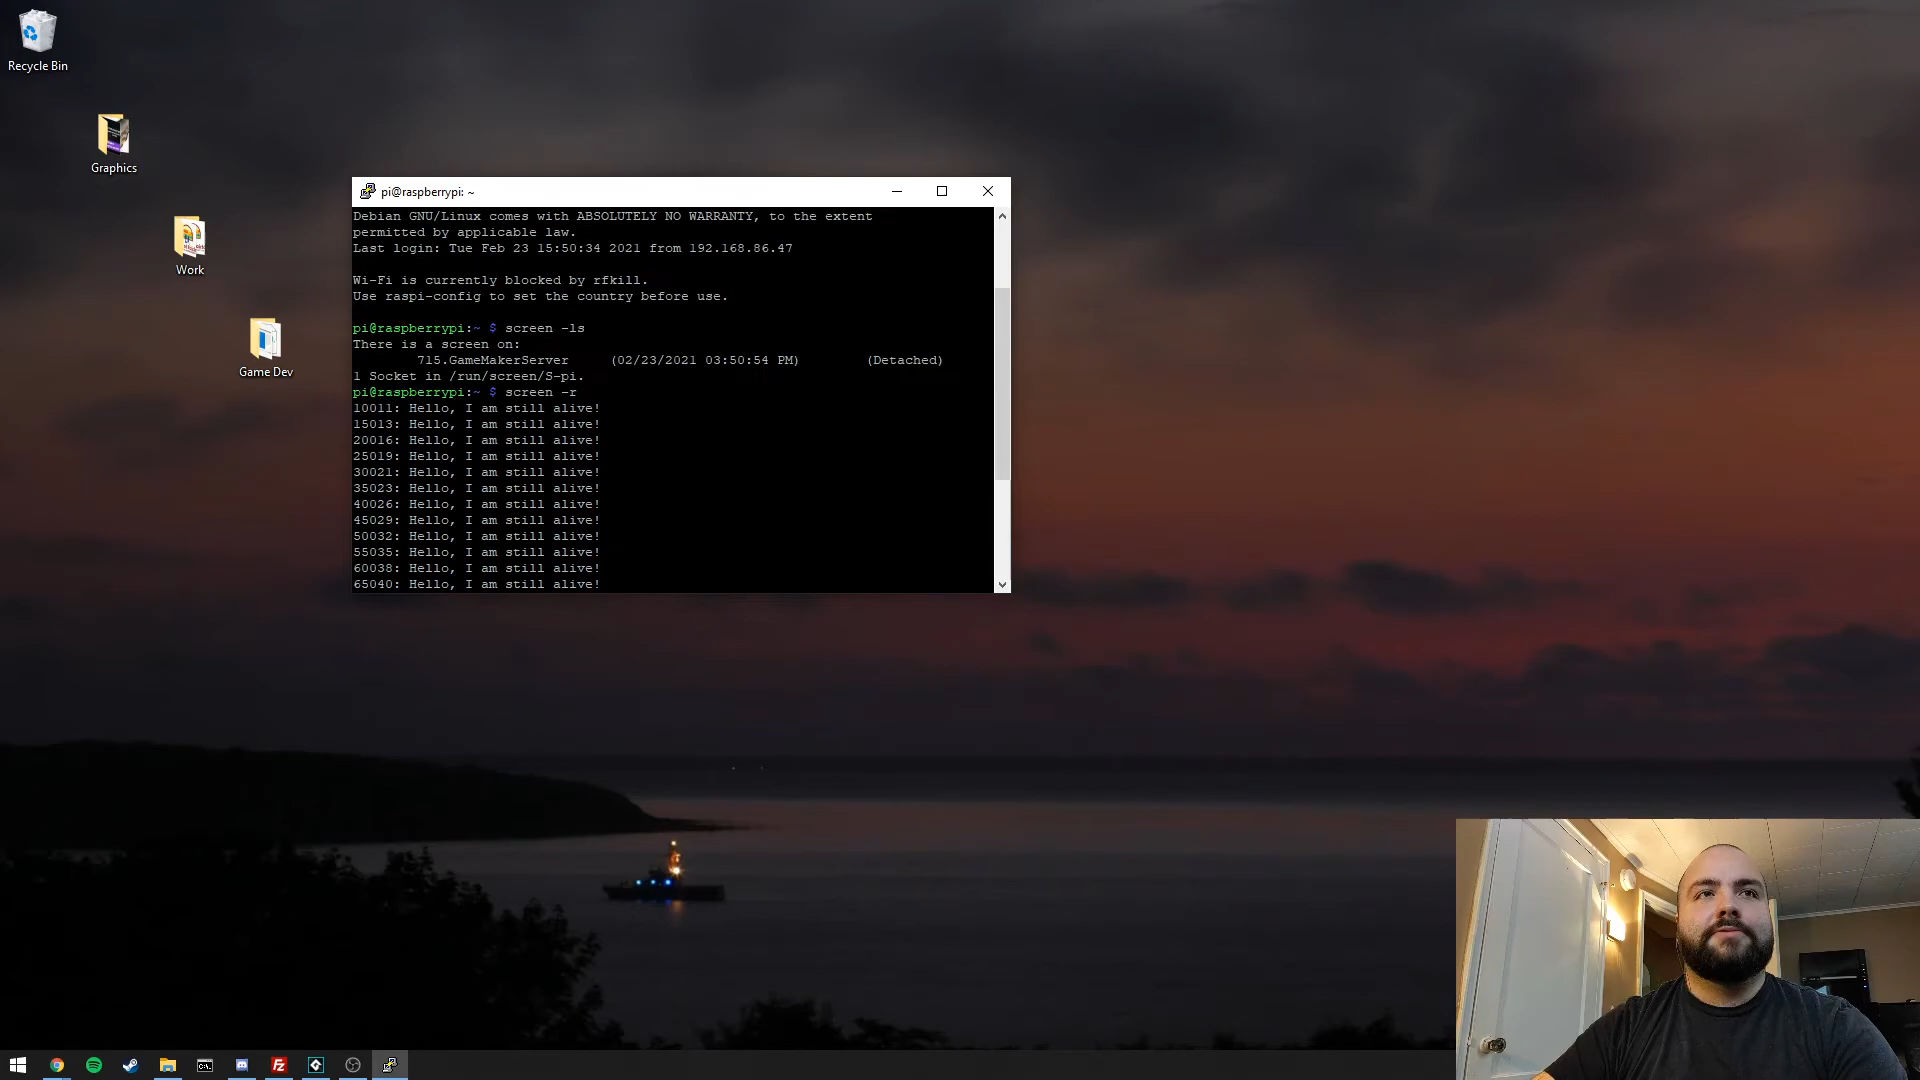 Recycle Bin
Graphics
Work
Game Dev
pi@raspberrypi: ~
Debian GNU/Linux comes with ABSOLUTELY NO WARRANTY, to the extent
permitted by applicable law.
Last login: Tue Feb 23 15:50:34 2021 from 192.168.86.47
Wi-Fi is currently blocked by rfkill.
Use raspi-config to set the country before use.
pi@raspberrypi:~ $ screen -ls
There is a screen on:
715.GameMakerServer (02/23/2021 03:50:54 PM) (Detached)
1 Socket in /run/screen/S-pi.
pi@raspberrypi:~ $ screen -r
10011: Hello, I am still alive!
15013: Hello, I am still alive!
20016: Hello, I am still alive!
25019: Hello, I am still alive!
30021: Hello, I am still alive!
35023: Hello, I am still alive!
40026: Hello, I am still alive!
45029: Hello, I am still alive!
50032: Hello, I am still alive!
55035: Hello, I am still alive!
60038: Hello, I am still alive!
65040: Hello, I am still alive!